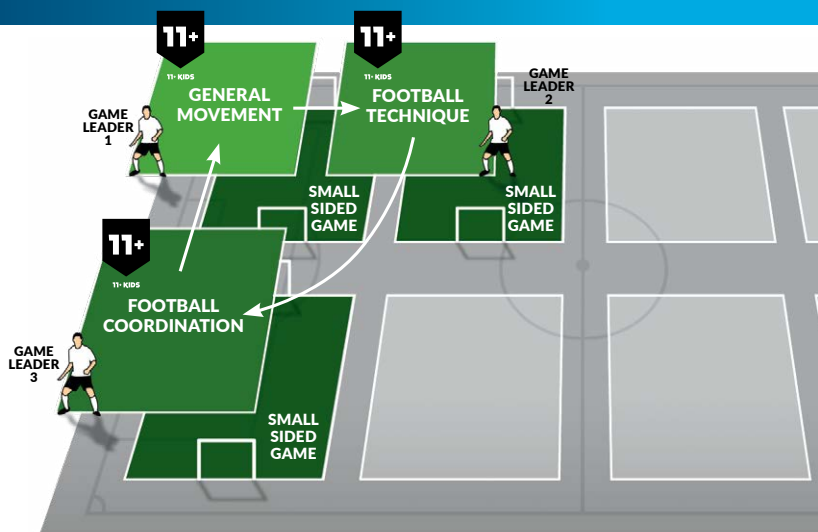 11+
11+ KIDS
GENERAL
MOVEMENT
GAME
LEADER
1
11+
11+ KIDS
FOOTBALL
TECHNIQUE
GAME
LEADER
2
SMALL
SIDED
GAME
SMALL
SIDED
GAME
11+
11+ KIDS
FOOTBALL
COORDINATION
GAME
LEADER
3
SMALL
SIDED
GAME